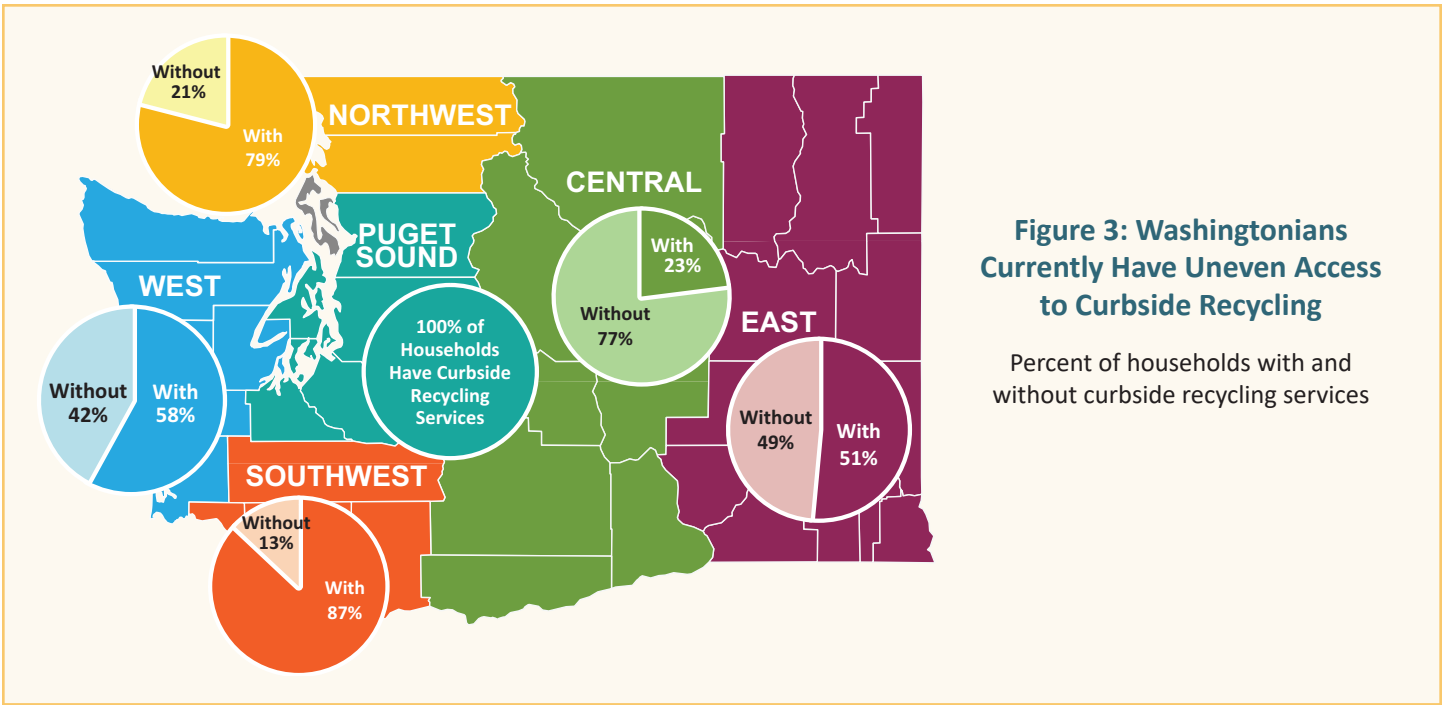 Without
21%
With
79%
NORTHWEST
CENTRAL
With
23%
Without
77%
PUGET
SOUND
100% of
Households
Have Curbside
Recycling
Services
WEST
Without
42%
With
58%
EAST
Without
49%
With
51%
SOUTHWEST
Without
13%
With
87%
Figure 3: Washingtonians
Currently Have Uneven Access
to Curbside Recycling
Percent of households with and
without curbside recycling services